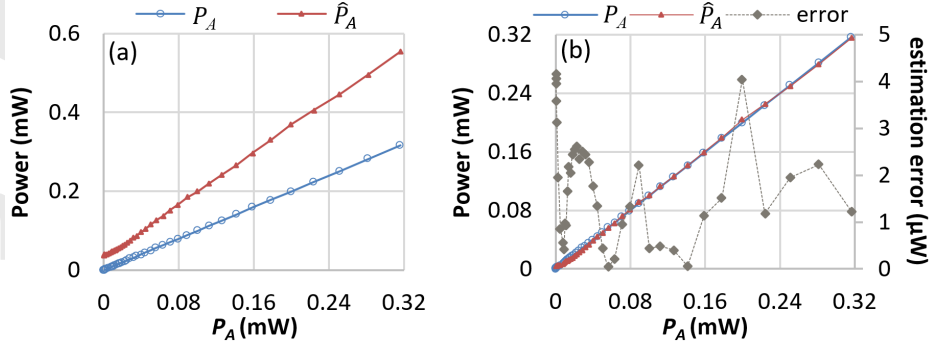 P_A P̂_A
(a)
Power (mW)
0.6
0.4
0.2
0
0 0.08 0.16 0.24 0.32
P_A (mW)
P_A P̂_A error
(b)
Power (mW)
0.32
0.24
0.16
0.08
0
0 0.08 0.16 0.24 0.32
P_A (mW)
5
4
3
2
1
0
estimation error (µW)